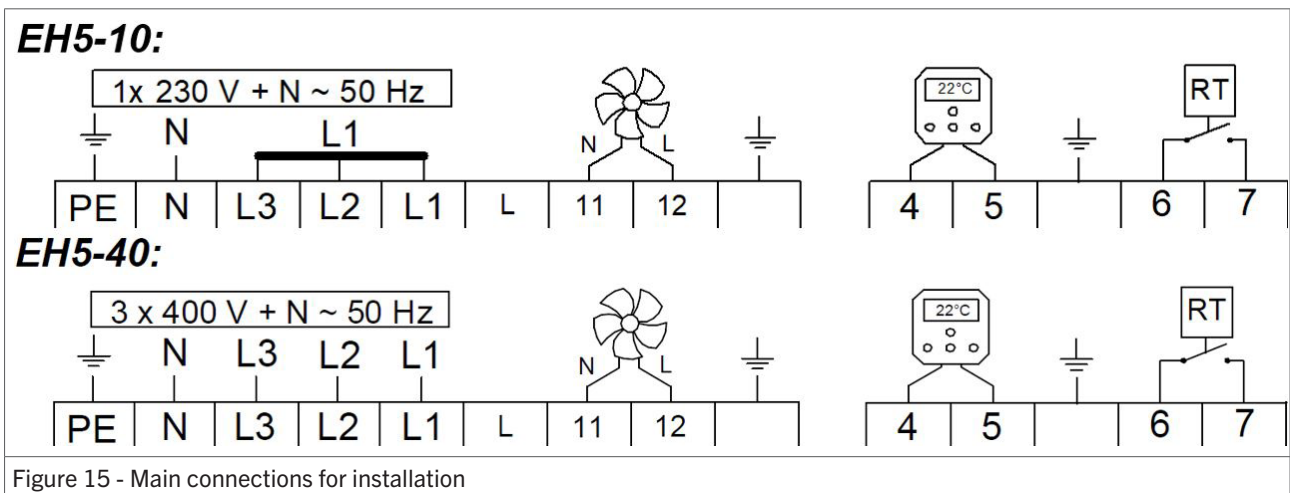 EH5-10:
1x 230 V + N ~ 50 Hz
N L1
N L
22°C
RT
PE N L3 L2 L1 L 11 12 4 5 6 7
EH5-40:
3 x 400 V + N ~ 50 Hz
N L3 L2 L1
N L
22°C
RT
PE N L3 L2 L1 L 11 12 4 5 6 7
Figure 15 - Main connections for installation